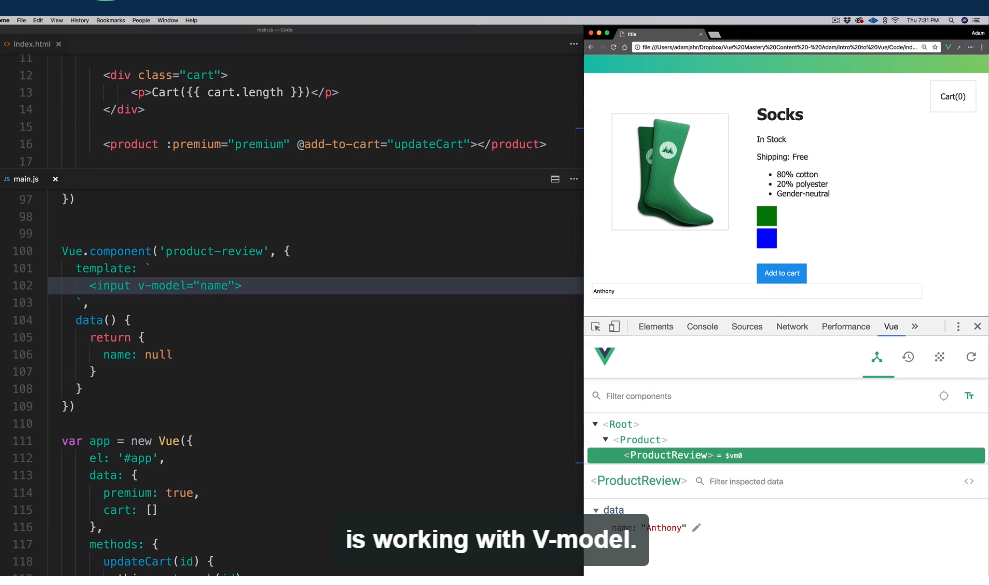 ome File Edit View History Bookmarks People Window Help
Thu 7:31 PM
main.js — Code
index.html
11
12 <div class="cart">
13 <p>Cart({{ cart.length }})</p>
14 </div>
15
16 <product :premium="premium" @add-to-cart="updateCart"></product>
17
JS main.js
97 })
98
99
100 Vue.component('product-review', {
101 template: `
102 <input v-model="name">
103 `,
104 data() {
105 return {
106 name: null
107 }
108 }
109 })
110
111 var app = new Vue({
112 el: '#app',
113 data: {
114 premium: true,
115 cart: []
116 },
117 methods: {
118 updateCart(id) {
title
Adam
file:///Users/adamjahr/Dropbox/Vue%20Mastery%20Content%20-%20Adam/Intro%20to%20Vue/Code/ind...
Cart(0)
Socks
In Stock
Shipping: Free
80% cotton
20% polyester
Gender-neutral
Add to cart
Anthony
Elements Console Sources Network Performance Vue »
Filter components
Tт
<Root>
<Product>
<ProductReview> = $vm0
<ProductReview> Filter inspected data
data
name: "Anthony"
is working with V-model.